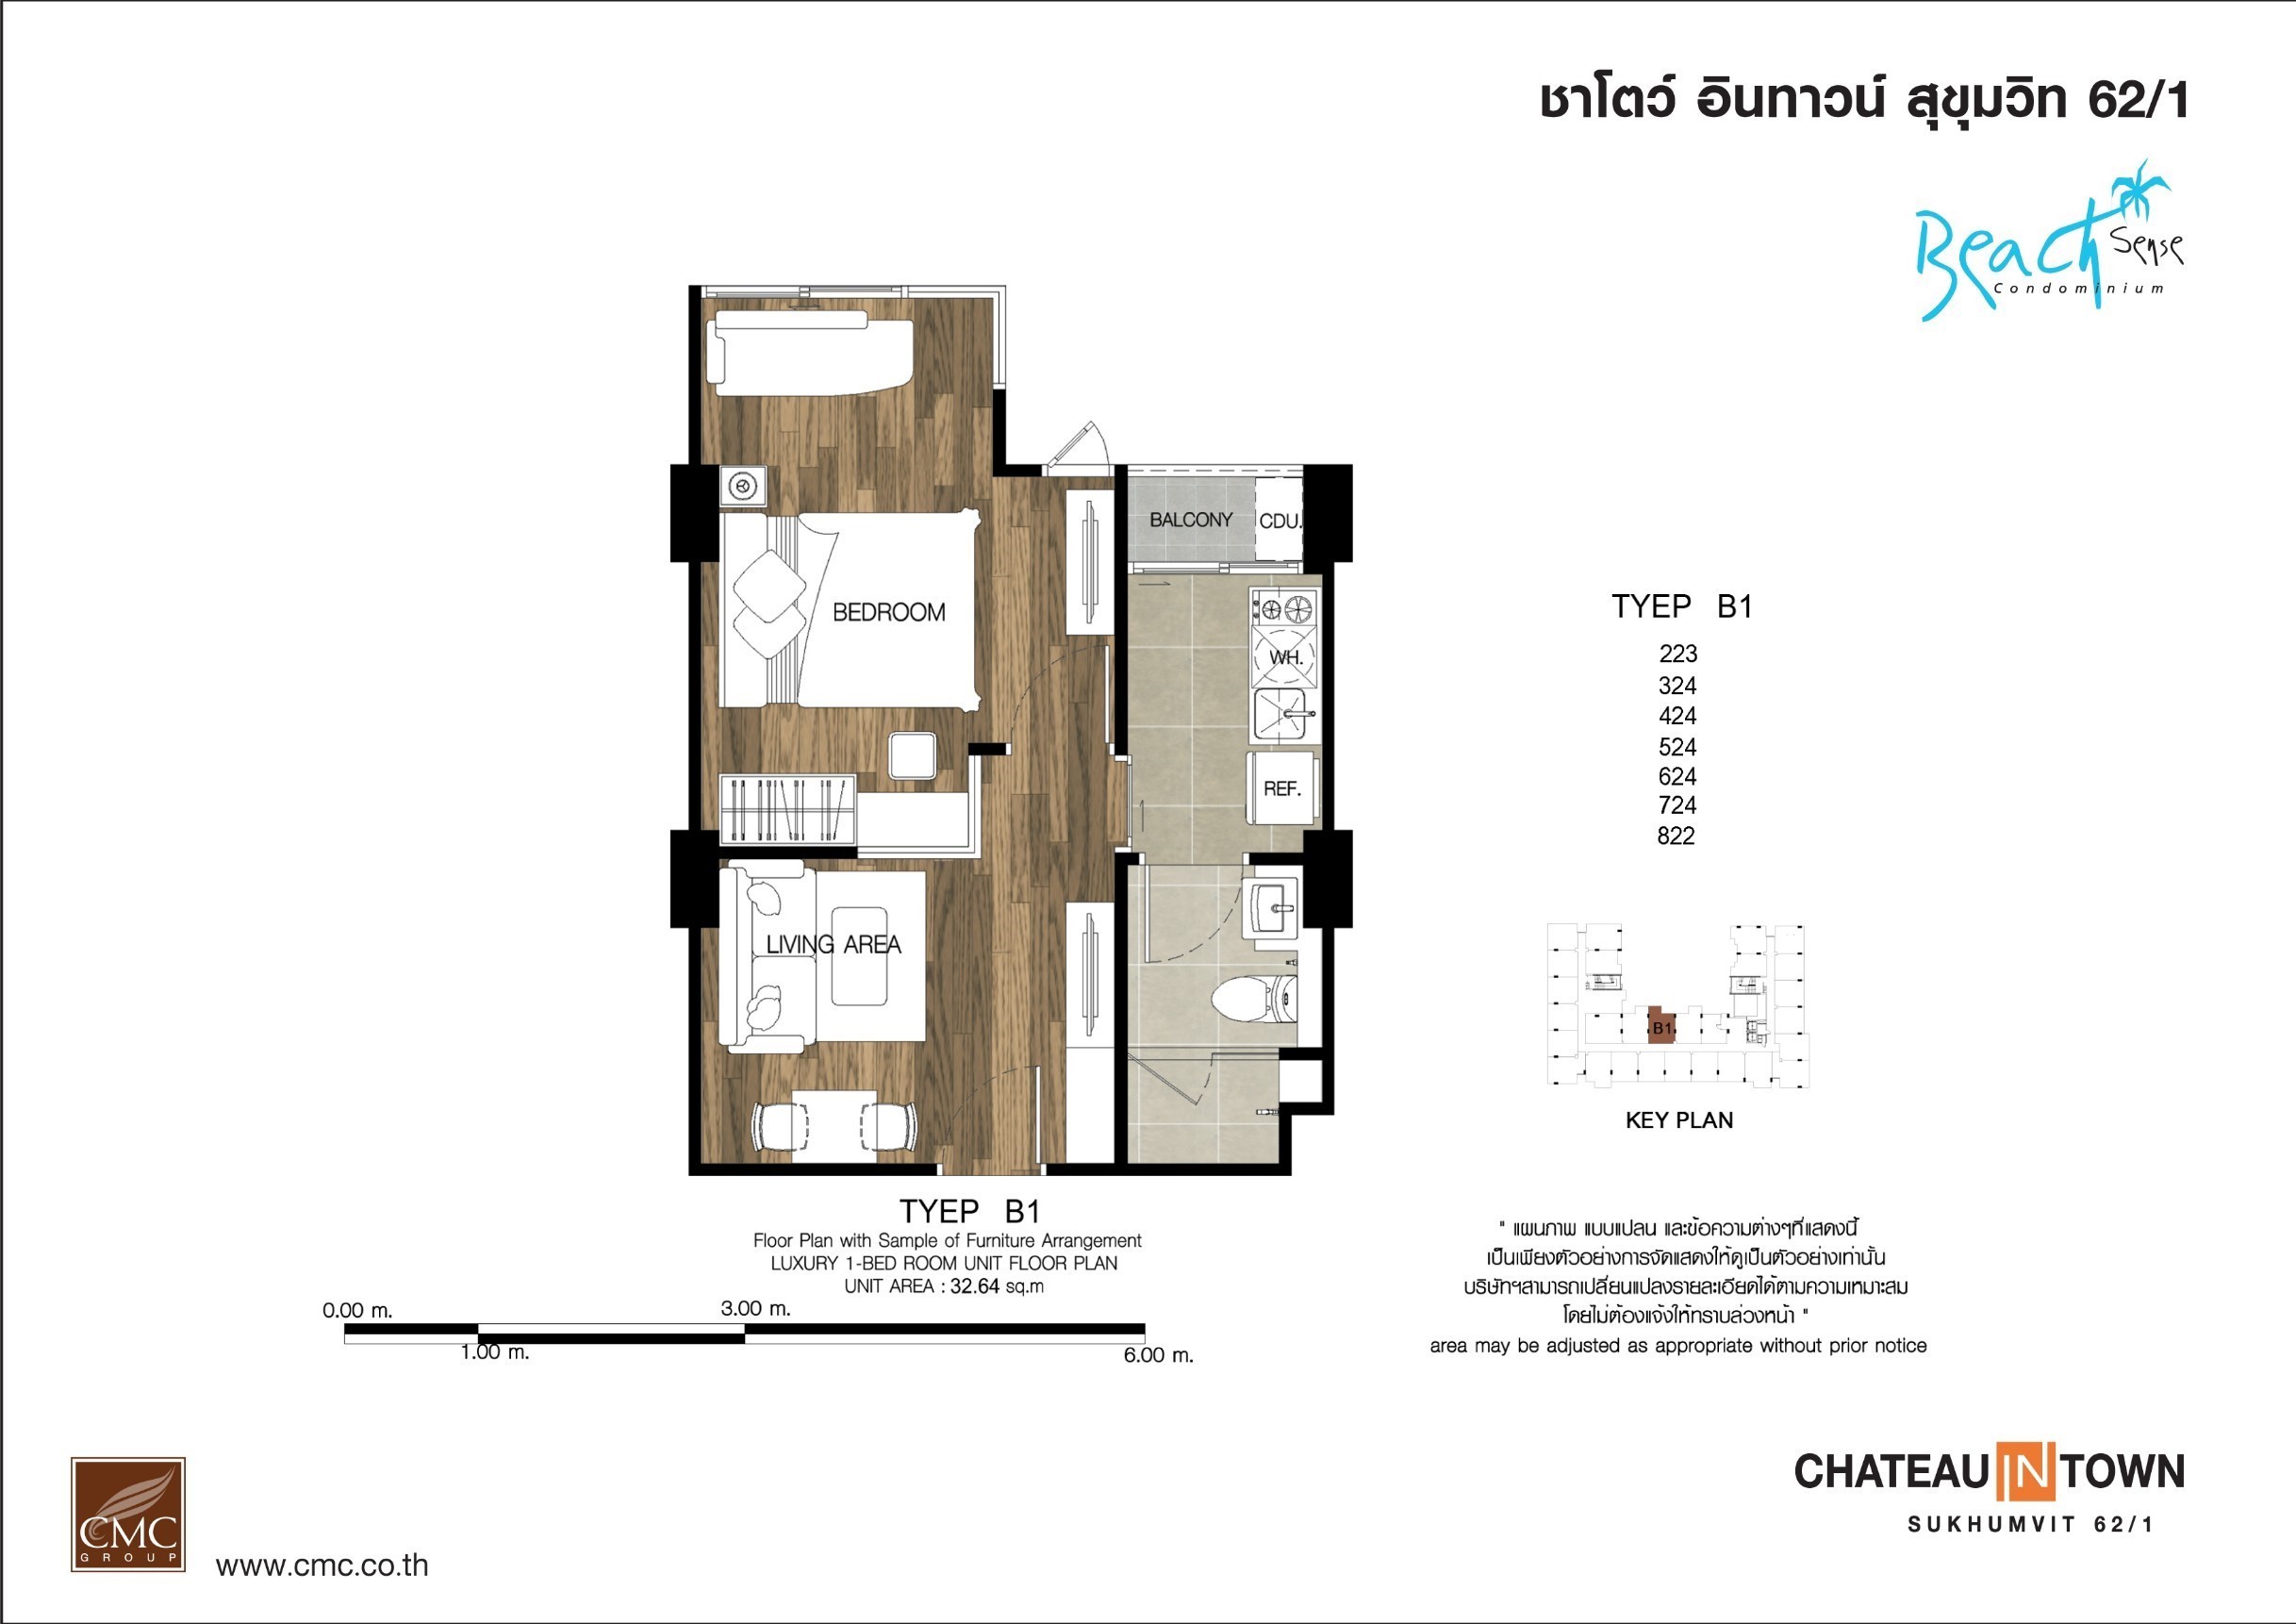 ชาโตว์ อินทาวน์ สุขุมวิท 62/1
Beach Sense
Condominium
BALCONY
CDU.
BEDROOM
WH.
REF.
LIVING AREA
TYEP B1
223
324
424
524
624
724
822
B1
KEY PLAN
TYEP B1
Floor Plan with Sample of Furniture Arrangement
LUXURY 1-BED ROOM UNIT FLOOR PLAN
UNIT AREA : 32.64 sq.m
0.00 m.
3.00 m.
1.00 m.
6.00 m.
" แผนภาพ แบบแปลน และข้อความต่างๆที่แสดงนี้
เป็นเพียงตัวอย่างการจัดแสดงให้ดูเป็นตัวอย่างเท่านั้น
บริษัทฯสามารถเปลี่ยนแปลงรายละเอียดได้ตามความเหมาะสม
โดยไม่ต้องแจ้งให้ทราบล่วงหน้า "
area may be adjusted as appropriate without prior notice
CMC
GROUP
www.cmc.co.th
CHATEAU IN TOWN
SUKHUMVIT 62/1